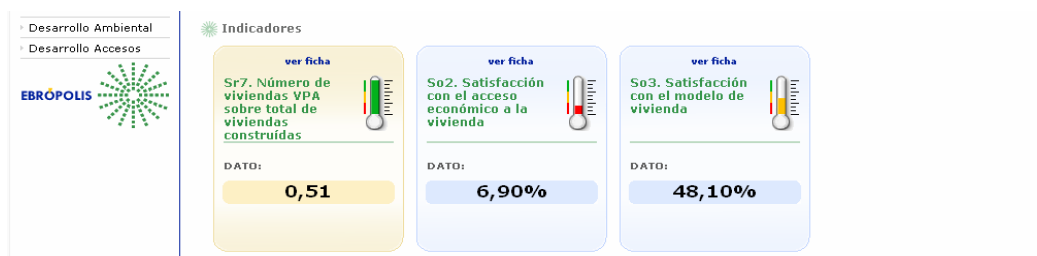 Desarrollo Ambiental
Desarrollo Accesos
EBRÓPOLIS
Indicadores
ver ficha
Sr7. Número de
viviendas VPA
sobre total de
viviendas
construídas
DATO:
0,51
ver ficha
So2. Satisfacción
con el acceso
económico a la
vivienda
DATO:
6,90%
ver ficha
So3. Satisfacción
con el modelo de
vivienda
DATO:
48,10%